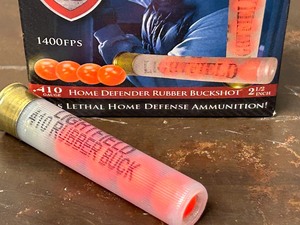 1400FPS
LIGHTFIELD
.410 GAUGE HOME DEFENDER RUBBER BUCKSHOT 2 1/2 INCH
S LETHAL HOME DEFENSE AMMUNITION!
LIGHTFIELD
RUBBER BUCK